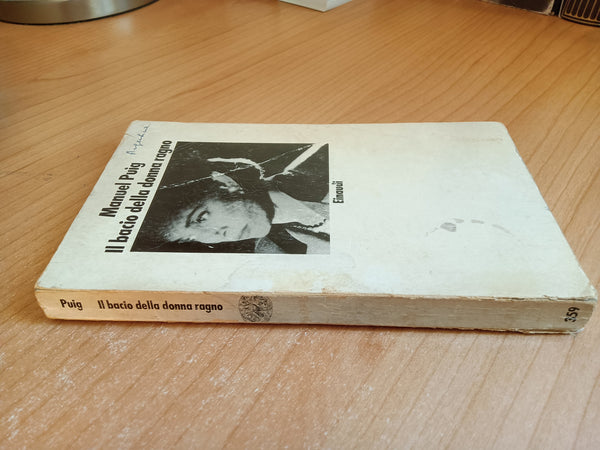 Manuel Puig
Il bacio della donna ragno
Einaudi
Puig Il bacio della donna ragno
359